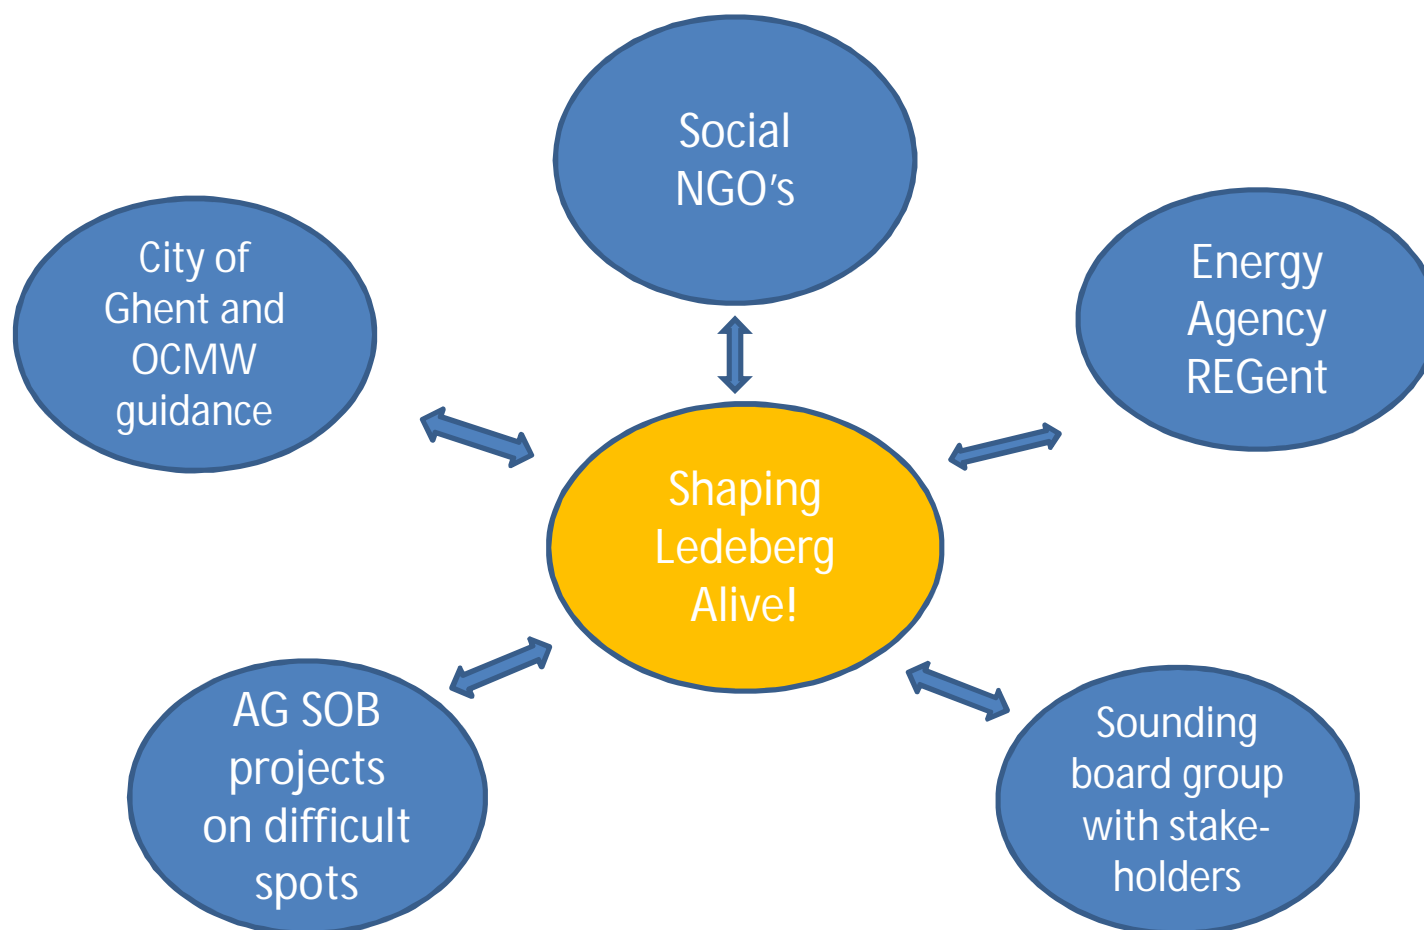 Social
NGO's
City of
Ghent and
OCMW
guidance
Energy
Agency
REGent
Shaping
Ledeberg
Alive!
AG SOB
projects
on difficult
spots
Sounding
board group
with stake-
holders